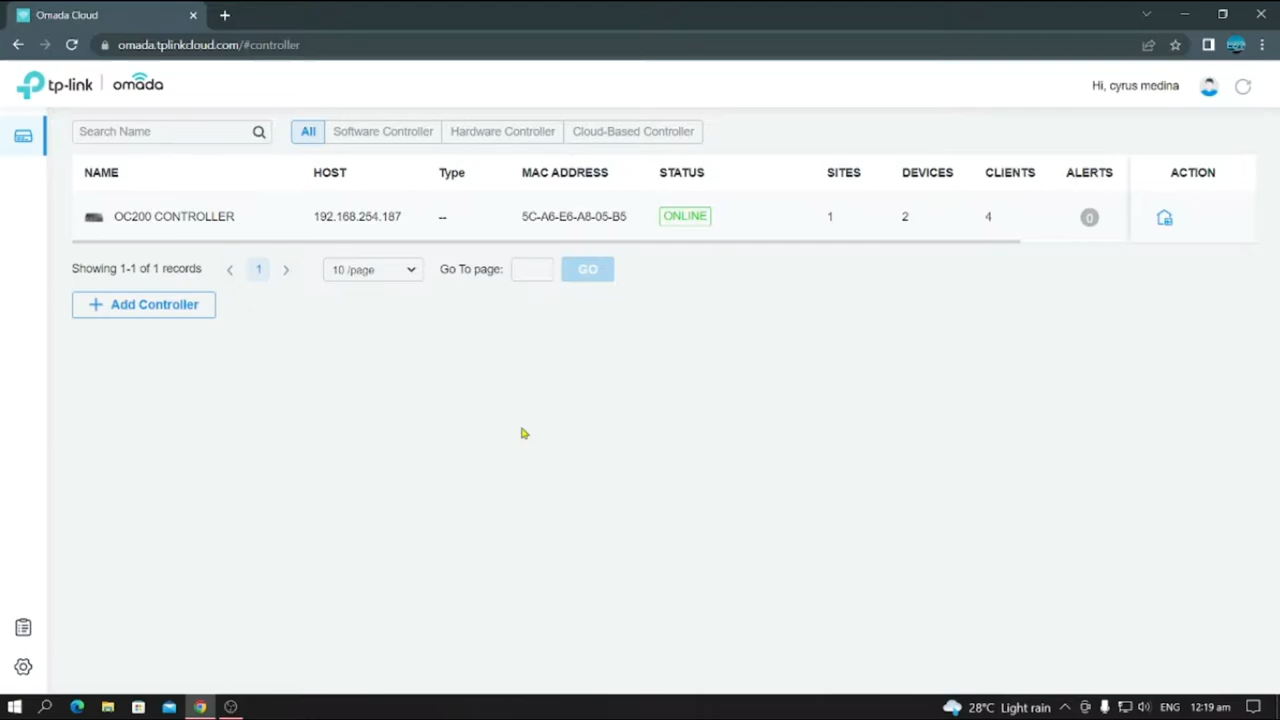 Omada Cloud
omada.tplinkcloud.com/#controller
tp-link | omada
Hi, cyrus medina
Search Name
All Software Controller Hardware Controller Cloud-Based Controller
NAME HOST Type MAC ADDRESS STATUS SITES DEVICES CLIENTS ALERTS ACTION
OC200 CONTROLLER 192.168.254.187 -- 5C-A6-E6-A8-05-B5 ONLINE 1 2 4 0
Showing 1-1 of 1 records 1 10 /page Go To page: GO
+ Add Controller
28°C Light rain ENG 12:19 am